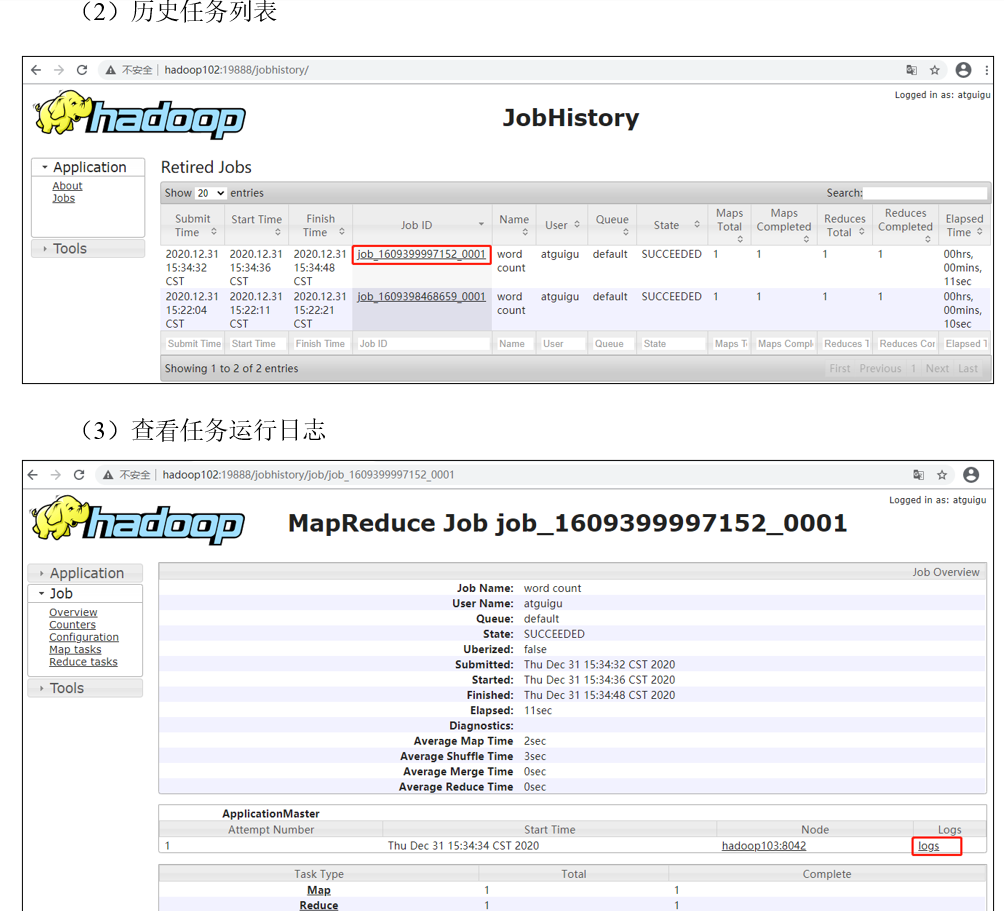 （2）历史任务列表
不安全 | hadoop102:19888/jobhistory/
Logged in as: atguigu
hadoop
JobHistory
Application
About
Jobs
Tools
Retired Jobs
Show 20 entries
Search:
Submit Time Start Time Finish Time Job ID Name User Queue State Maps Total Maps Completed Reduces Total Reduces Completed Elapsed Time
2020.12.31 15:34:32 CST 2020.12.31 15:34:36 CST 2020.12.31 15:34:48 CST job_1609399997152_0001 word count atguigu default SUCCEEDED 1 1 1 1 00hrs, 00mins, 11sec
2020.12.31 15:22:04 CST 2020.12.31 15:22:11 CST 2020.12.31 15:22:21 CST job_1609398468659_0001 word count atguigu default SUCCEEDED 1 1 1 1 00hrs, 00mins, 10sec
Submit Time Start Time Finish Time Job ID Name User Queue State Maps T Maps Compl Reduces T Reduces Cor Elapsed T
Showing 1 to 2 of 2 entries
First Previous 1 Next Last
（3）查看任务运行日志
不安全 | hadoop102:19888/jobhistory/job/job_1609399997152_0001
Logged in as: atguigu
hadoop
MapReduce Job job_1609399997152_0001
Application
Job
Overview
Counters
Configuration
Map tasks
Reduce tasks
Tools
Job Overview
Job Name: word count
User Name: atguigu
Queue: default
State: SUCCEEDED
Uberized: false
Submitted: Thu Dec 31 15:34:32 CST 2020
Started: Thu Dec 31 15:34:36 CST 2020
Finished: Thu Dec 31 15:34:48 CST 2020
Elapsed: 11sec
Diagnostics:
Average Map Time 2sec
Average Shuffle Time 3sec
Average Merge Time 0sec
Average Reduce Time 0sec
ApplicationMaster
Attempt Number Start Time Node Logs
1 Thu Dec 31 15:34:34 CST 2020 hadoop103:8042 logs
Task Type Total Complete
Map 1 1
Reduce 1 1